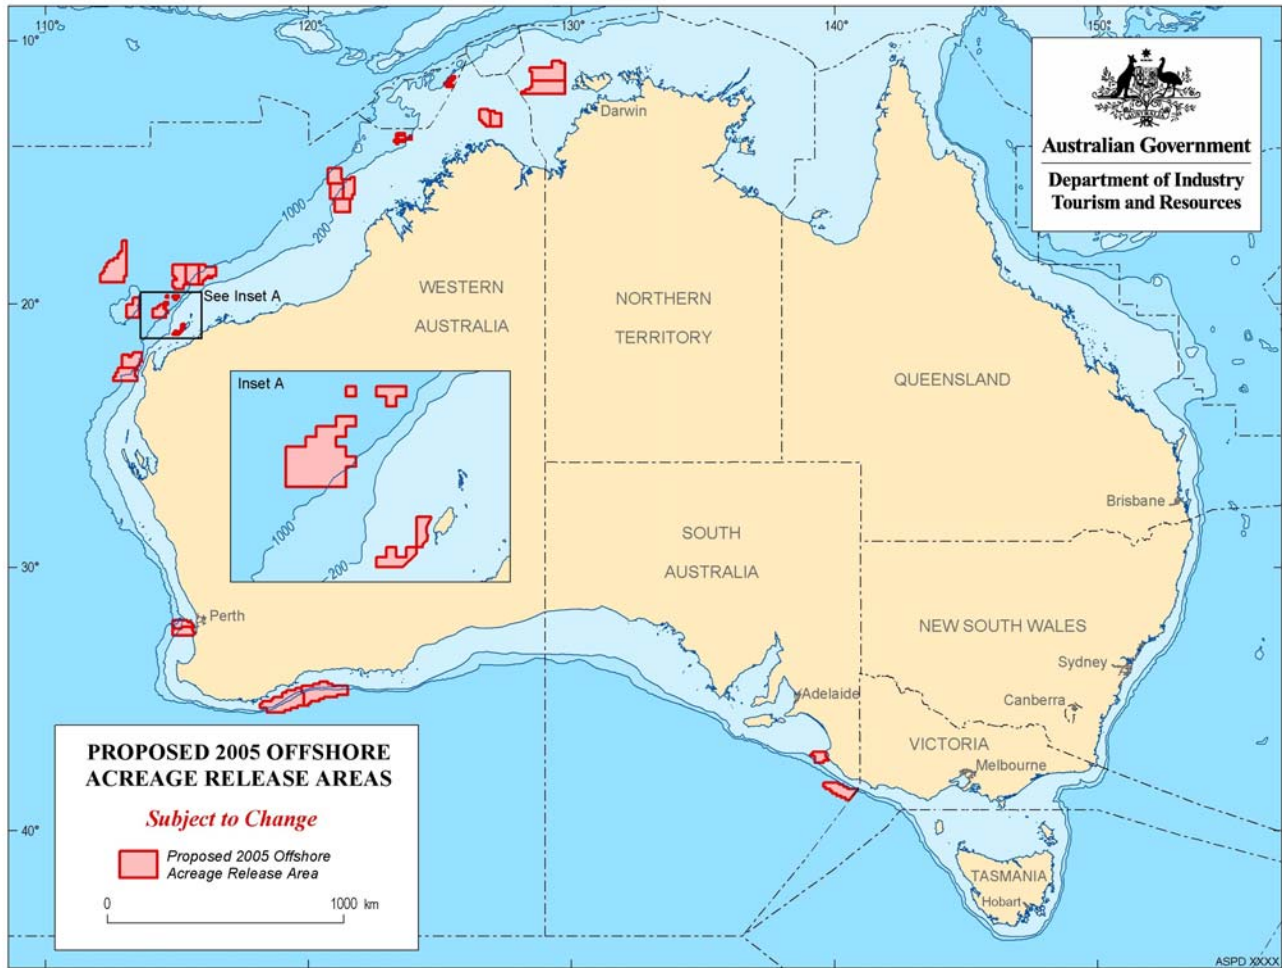 110°
120°
130°
140°
150°
10°
20°
30°
40°
Australian Government
Department of Industry
Tourism and Resources
Darwin
1000
200
See Inset A
WESTERN
AUSTRALIA
NORTHERN
TERRITORY
QUEENSLAND
Inset A
1000
200
Brisbane
SOUTH
AUSTRALIA
Perth
NEW SOUTH WALES
Sydney
Adelaide
Canberra
VICTORIA
Melbourne
TASMANIA
Hobart
PROPOSED 2005 OFFSHORE
ACREAGE RELEASE AREAS
Subject to Change
Proposed 2005 Offshore
Acreage Release Area
0 1000 km
ASPD XXXX